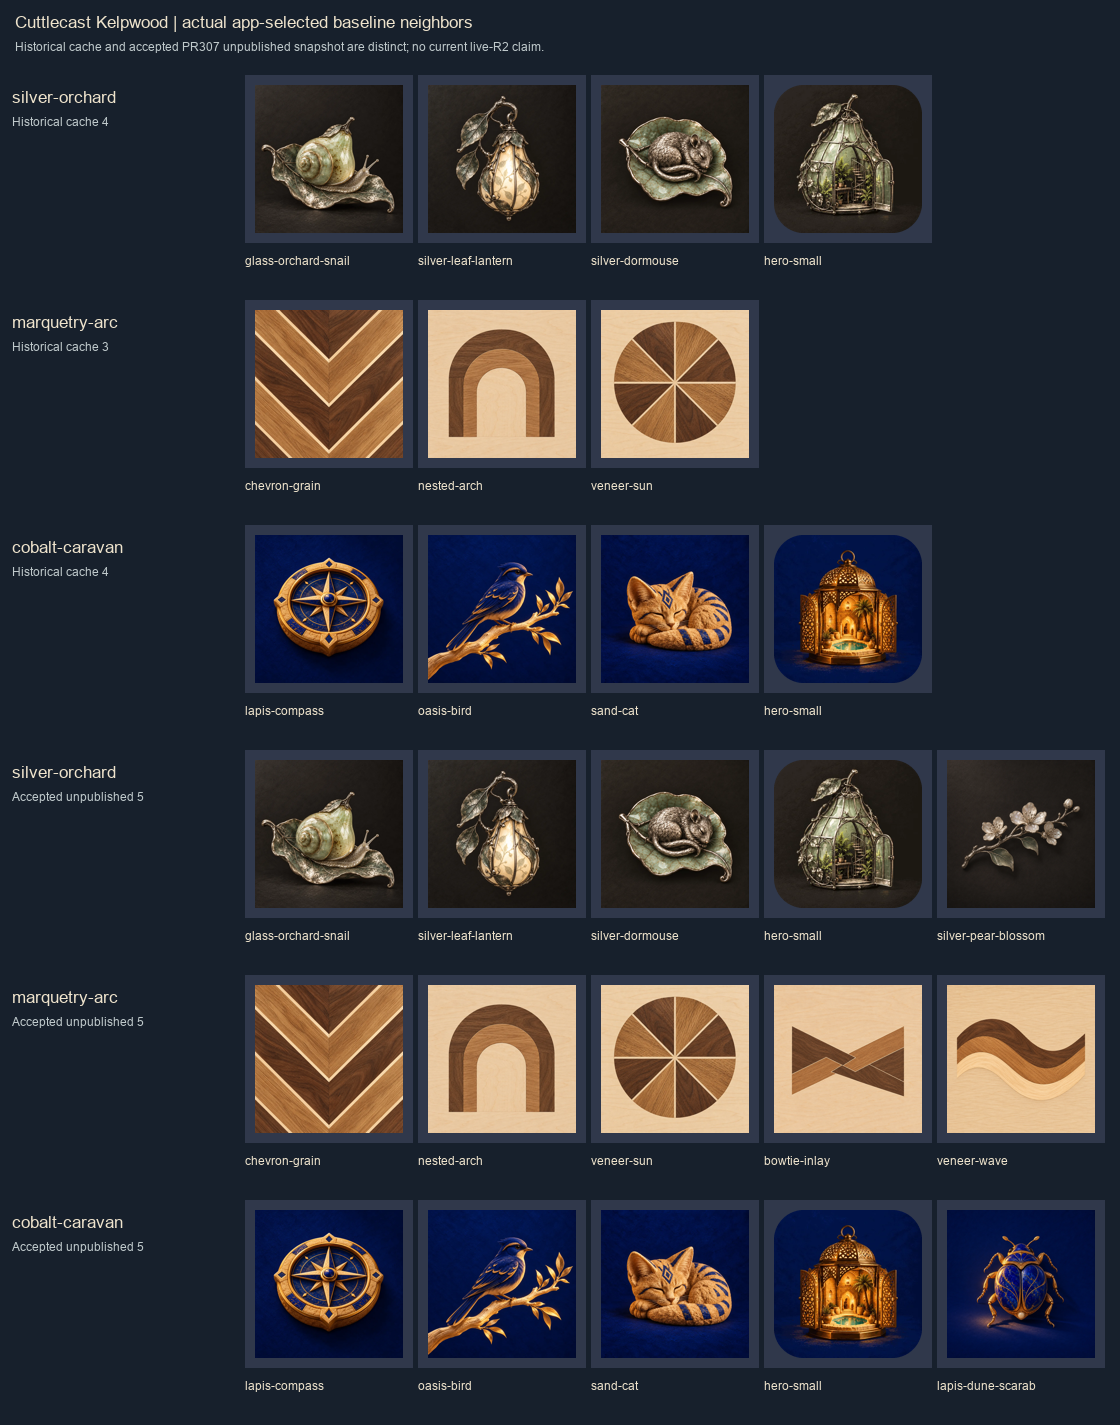 Cuttlecast Kelpwood | actual app-selected baseline neighbors
Historical cache and accepted PR307 unpublished snapshot are distinct; no current live-R2 claim.
silver-orchard
Historical cache 4
glass-orchard-snail
silver-leaf-lantern
silver-dormouse
hero-small
marquetry-arc
Historical cache 3
chevron-grain
nested-arch
veneer-sun
cobalt-caravan
Historical cache 4
lapis-compass
oasis-bird
sand-cat
hero-small
silver-orchard
Accepted unpublished 5
glass-orchard-snail
silver-leaf-lantern
silver-dormouse
hero-small
silver-pear-blossom
marquetry-arc
Accepted unpublished 5
chevron-grain
nested-arch
veneer-sun
bowtie-inlay
veneer-wave
cobalt-caravan
Accepted unpublished 5
lapis-compass
oasis-bird
sand-cat
hero-small
lapis-dune-scarab